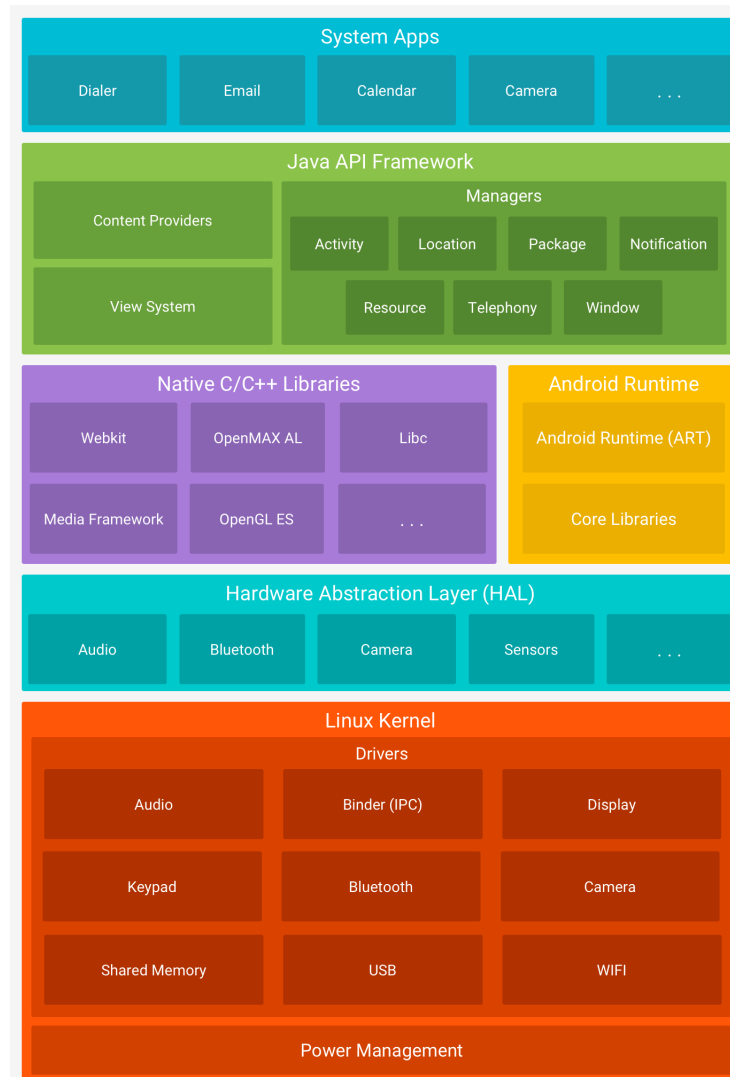 System Apps
Dialer
Email
Calendar
Camera
. . .
Java API Framework
Content Providers
View System
Managers
Activity
Location
Package
Notification
Resource
Telephony
Window
Native C/C++ Libraries
Webkit
OpenMAX AL
Libc
Media Framework
OpenGL ES
. . .
Android Runtime
Android Runtime (ART)
Core Libraries
Hardware Abstraction Layer (HAL)
Audio
Bluetooth
Camera
Sensors
. . .
Linux Kernel
Drivers
Audio
Binder (IPC)
Display
Keypad
Bluetooth
Camera
Shared Memory
USB
WIFI
Power Management